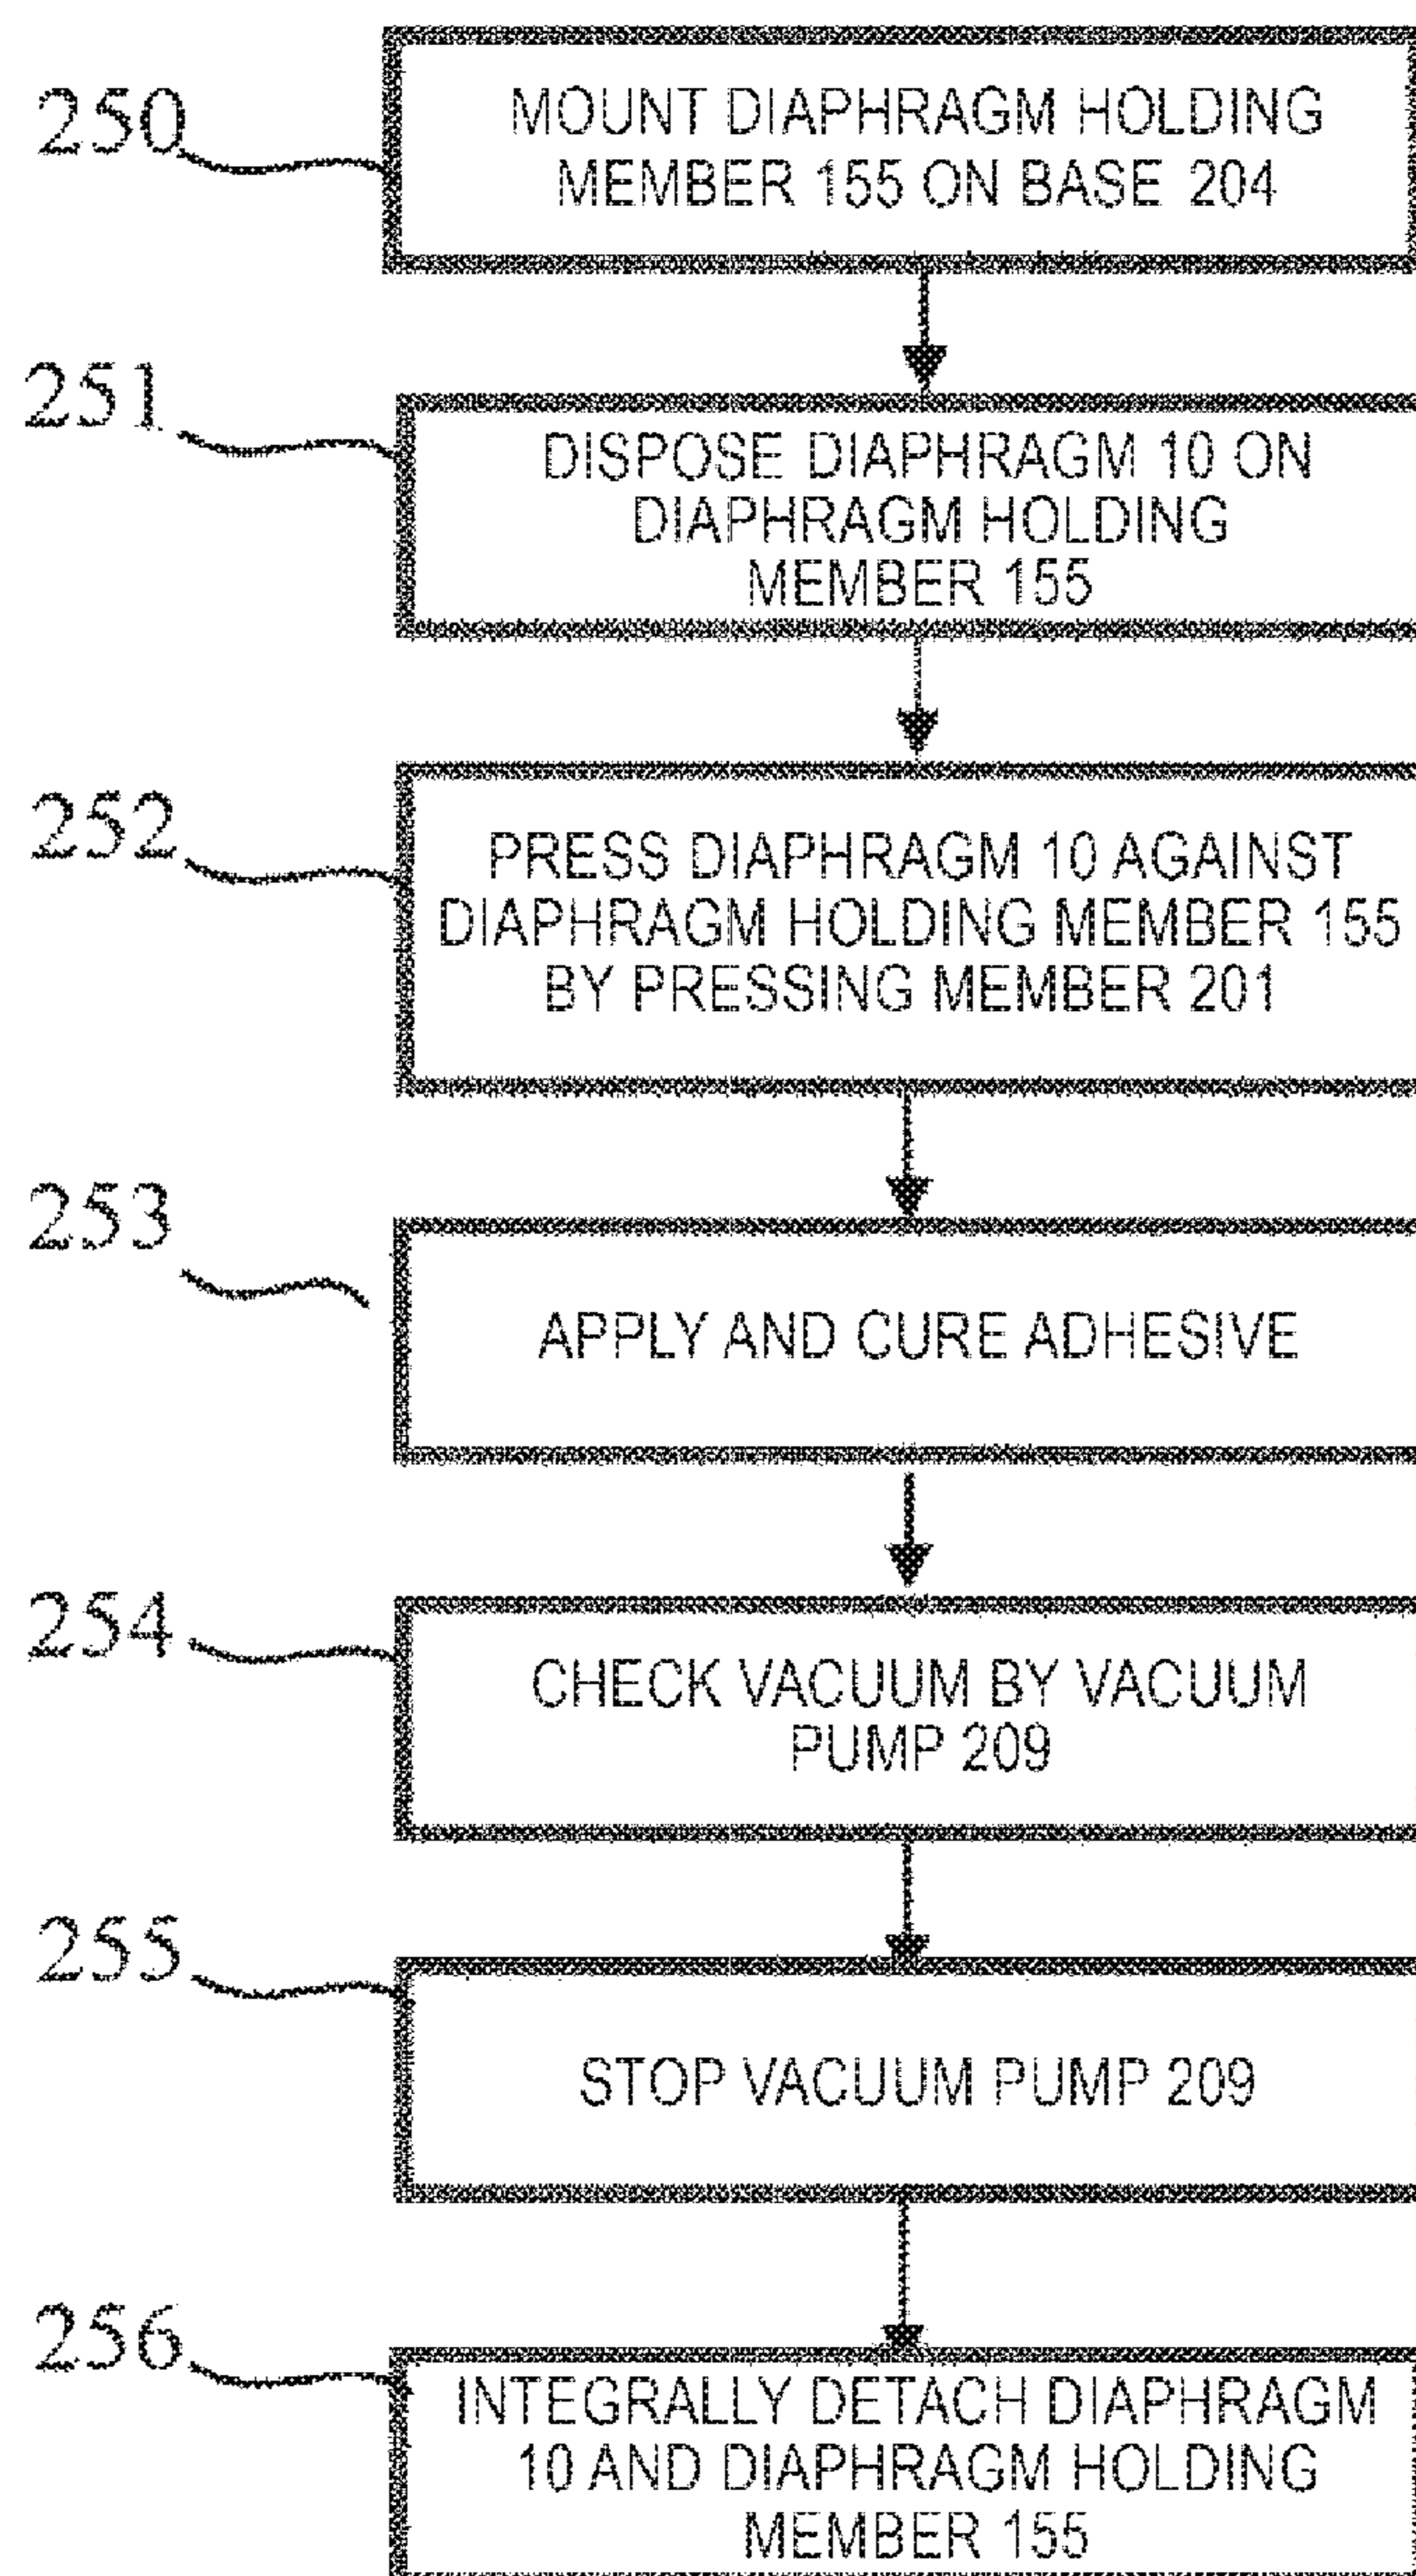 250
MOUNT DIAPHRAGM HOLDING
MEMBER 155 ON BASE 204
251
DISPOSE DIAPHRAGM 10 ON
DIAPHRAGM HOLDING
MEMBER 155
252
PRESS DIAPHRAGM 10 AGAINST
DIAPHRAGM HOLDING MEMBER 155
BY PRESSING MEMBER 201
253
APPLY AND CURE ADHESIVE
254
CHECK VACUUM BY VACUUM
PUMP 209
255
STOP VACUUM PUMP 209
256
INTEGRALLY DETACH DIAPHRAGM
10 AND DIAPHRAGM HOLDING
MEMBER 155